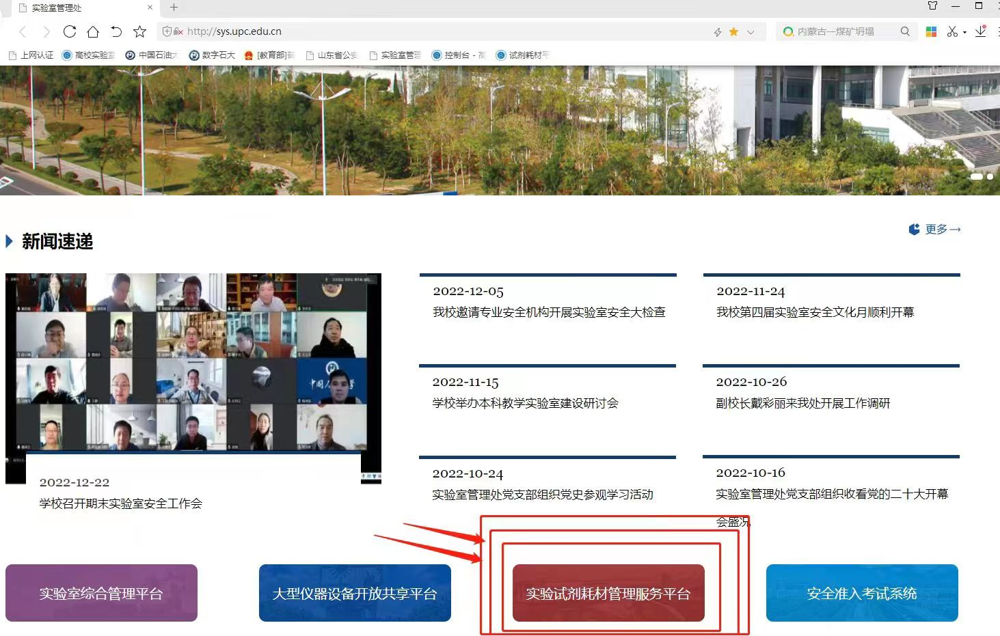 实验室管理处
http://sys.upc.edu.cn
内蒙古一煤矿坍塌
上网认证
高校实验室
中国石油大
数字石大
[教育部]
山东省公安
实验室管理
控制台 - 高
试剂耗材平
新闻速递
更多→
2022-12-05
我校邀请专业安全机构开展实验室安全大检查
2022-11-24
我校第四届实验室安全文化月顺利开幕
2022-11-15
学校举办本科教学实验室建设研讨会
2022-10-26
副校长戴彩丽来我处开展工作调研
2022-10-24
实验室管理处党支部组织党史参观学习活动
2022-10-16
实验室管理处党支部组织收看党的二十大开幕
会盛况
2022-12-22
学校召开期末实验室安全工作会
实验室综合管理平台
大型仪器设备开放共享平台
实验试剂耗材管理服务平台
安全准入考试系统